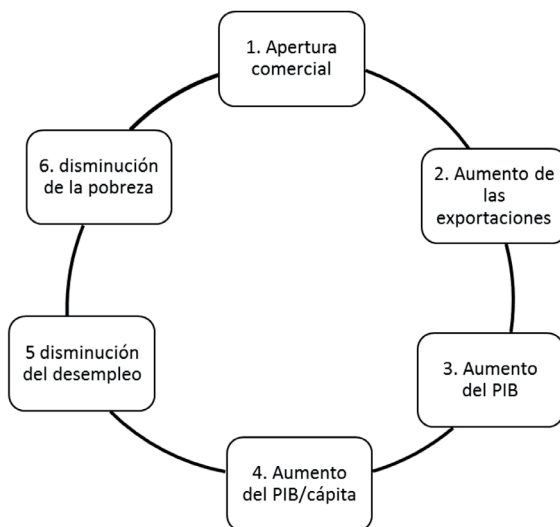 1. Apertura
comercial
2. Aumento de
las
exportaciones
3. Aumento
del PIB
4. Aumento
del PIB/cápita
5 disminución
del desempleo
6. disminución
de la pobreza